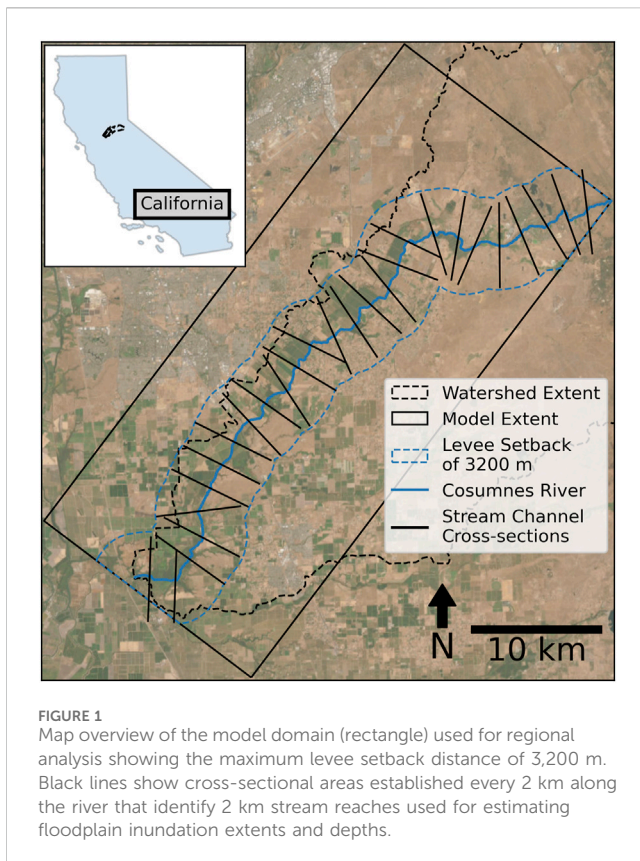 California
Watershed Extent
Model Extent
Levee Setback
of 3200 m
Cosumnes River
Stream Channel
Cross-sections
N
10 km
FIGURE 1
Map overview of the model domain (rectangle) used for regional
analysis showing the maximum levee setback distance of 3,200 m.
Black lines show cross-sectional areas established every 2 km along
the river that identify 2 km stream reaches used for estimating
floodplain inundation extents and depths.